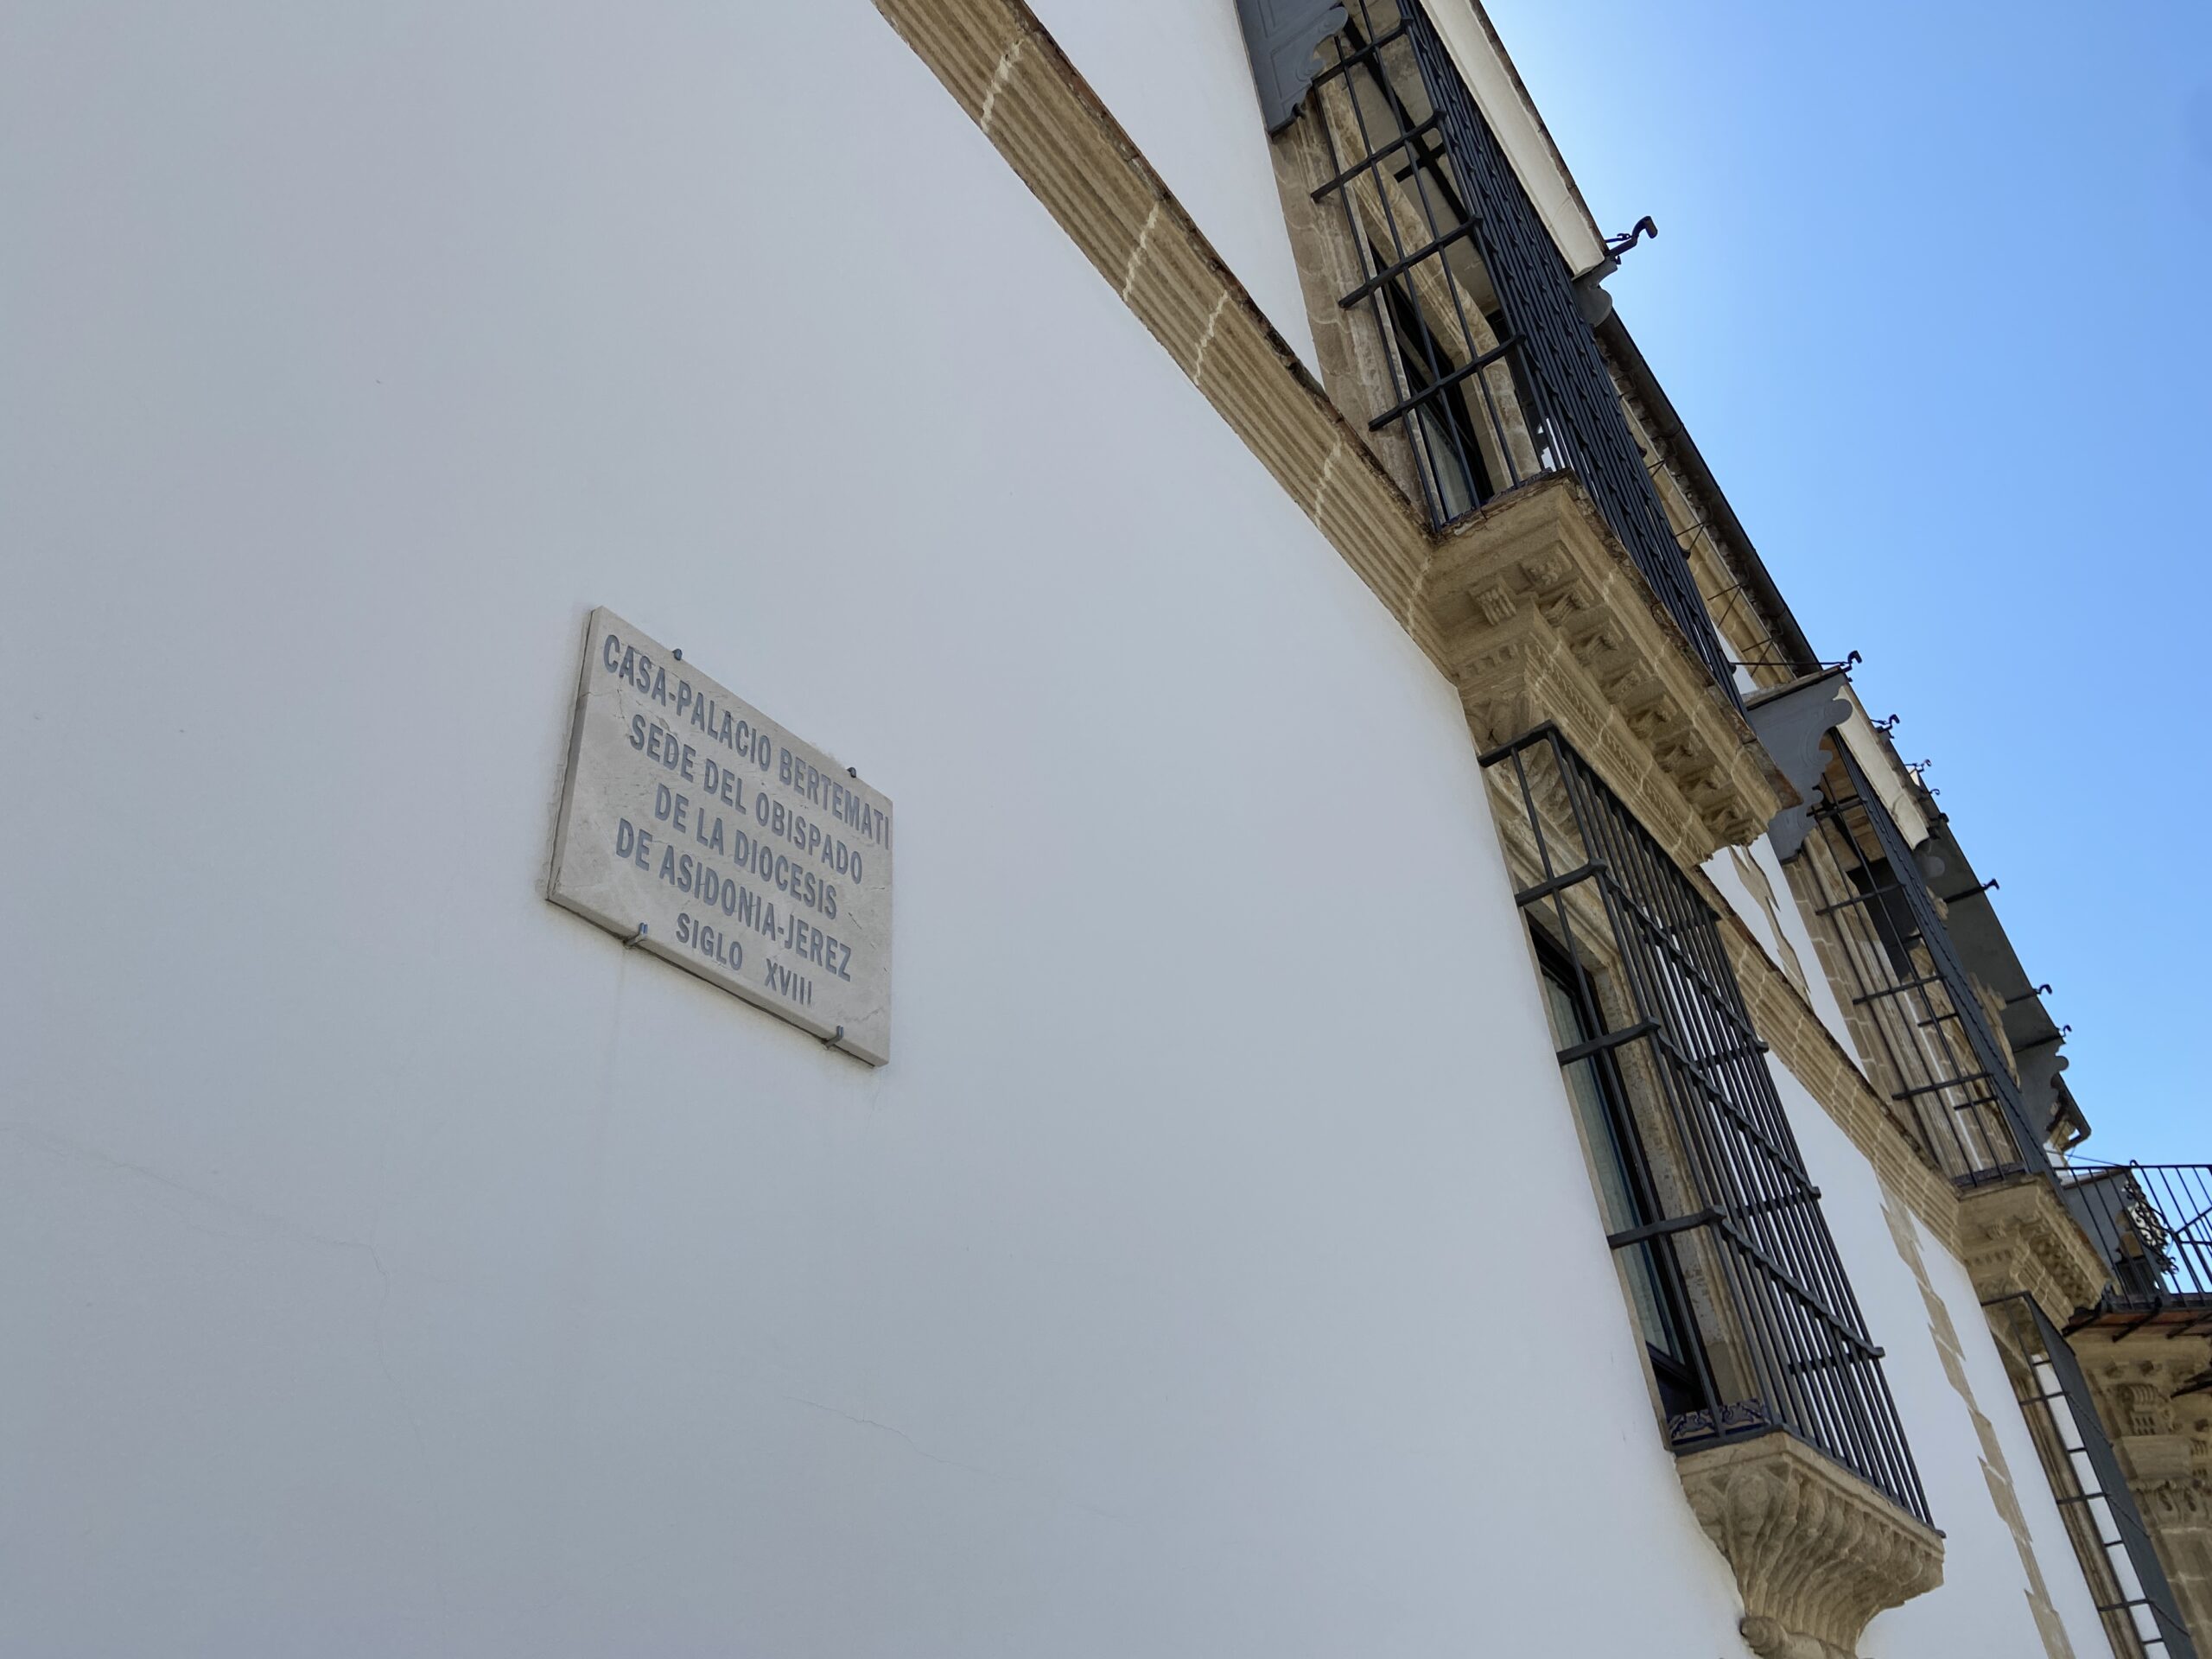 CASA-PALACIO BERTEMATI
SEDE DEL OBISPADO
DE LA DIOCESIS
DE ASIDONIA-JEREZ
SIGLO XVIII